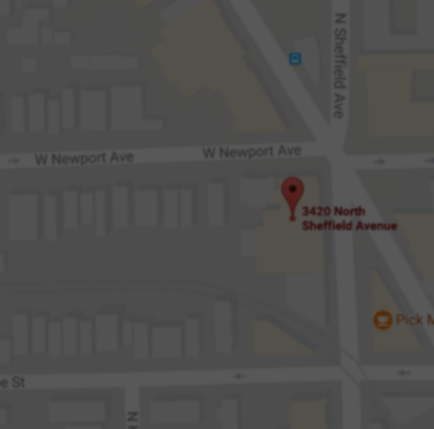 N Sheffield Ave
W Newport Ave
W Newport Ave
3420 North
Sheffield Avenue
Pick M
e St
N